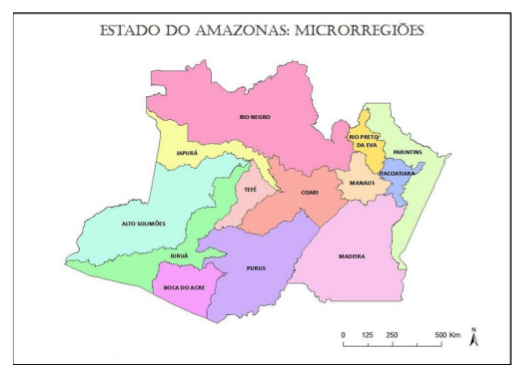 ESTADO DO AMAZONAS: MICRORREGIÕES
RIO NEGRO
RIO PRETO
DA EVA
PARINTINS
JAPURÁ
ITACOATIARA
TEFÉ
COARI
MANAUS
ALTO SOLIMÕES
JURUÁ
PURUS
MADEIRA
BOCA DO ACRE
0 125 250 500 Km
N